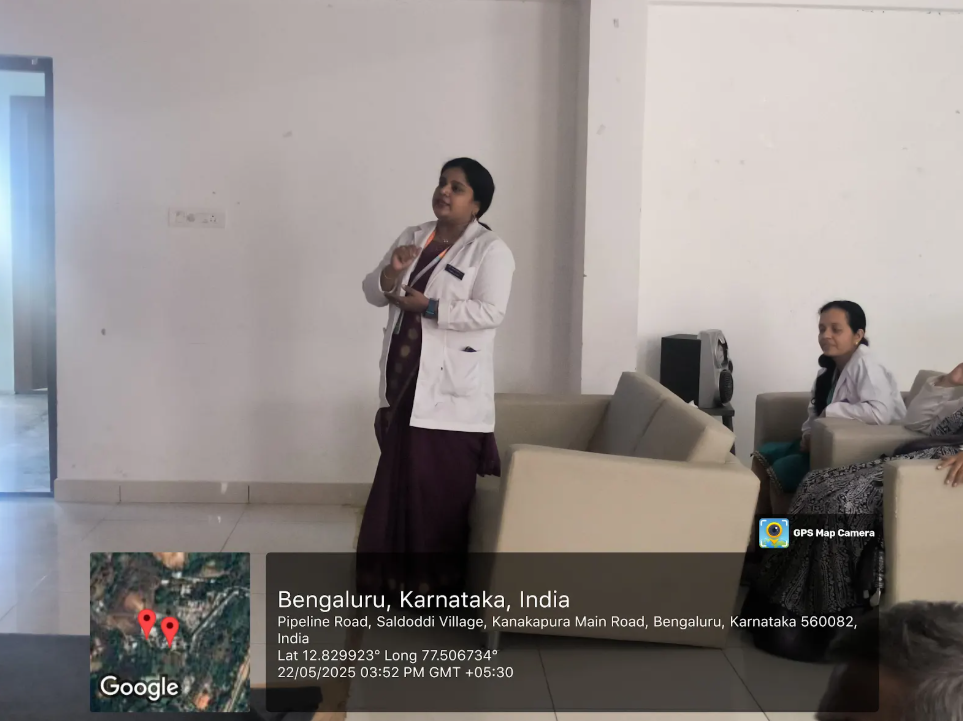 GPS Map Camera
Bengaluru, Karnataka, India
Pipeline Road, Saldoddi Village, Kanakapura Main Road, Bengaluru, Karnataka 560082,
India
Lat 12.829923° Long 77.506734°
22/05/2025 03:52 PM GMT +05:30
Google